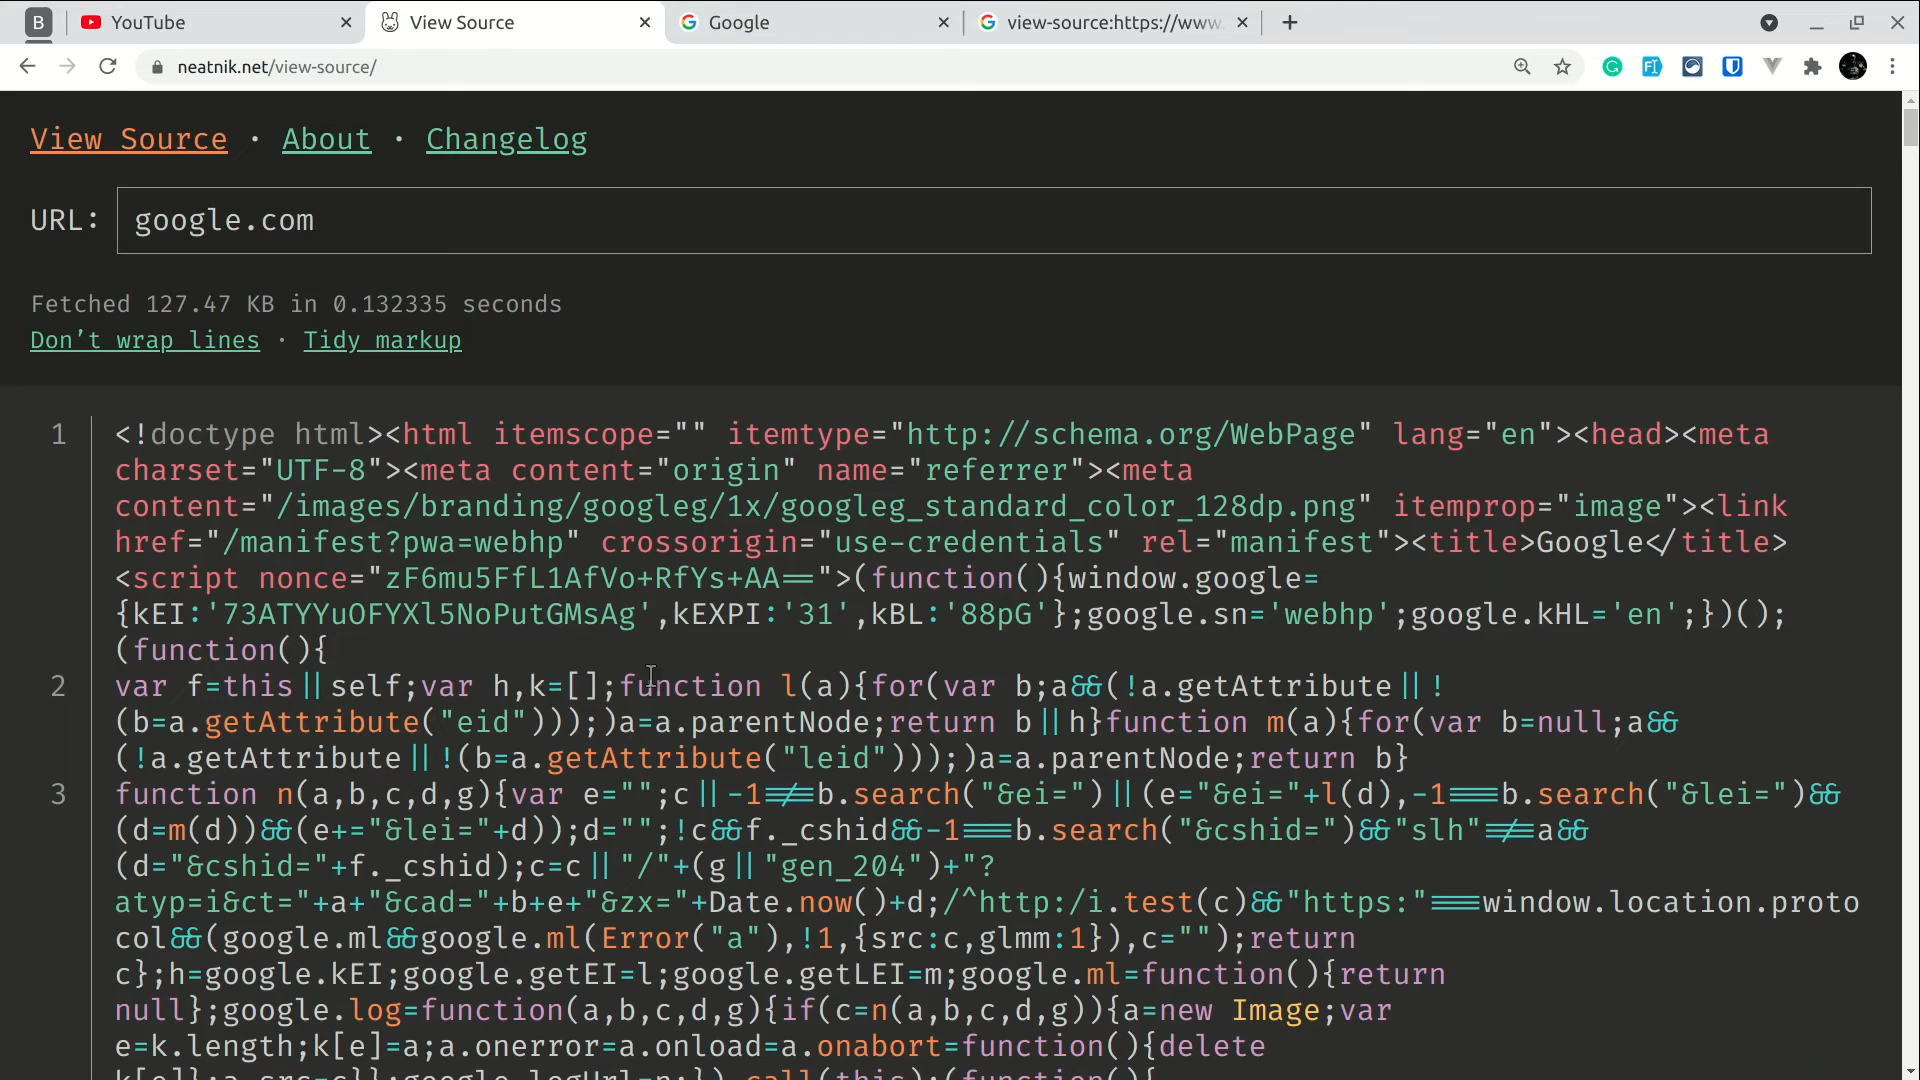 B YouTube View Source Google view-source:https://www.
neatnik.net/view-source/
View Source · About · Changelog
URL: google.com
Fetched 127.47 KB in 0.132335 seconds
Don’t wrap lines · Tidy markup
1 <!doctype html><html itemscope="" itemtype="http://schema.org/WebPage" lang="en"><head><meta
charset="UTF-8"><meta content="origin" name="referrer"><meta
content="/images/branding/googleg/1x/googleg_standard_color_128dp.png" itemprop="image"><link
href="/manifest?pwa=webhp" crossorigin="use-credentials" rel="manifest"><title>Google</title>
<script nonce="zF6mu5FfL1AfVo+RfYs+AA==">(function(){window.google=
{kEI:'73ATYYuOFYXl5NoPutGMsAg',kEXPI:'31',kBL:'88pG'};google.sn='webhp';google.kHL='en';})();
(function(){
2 var f=this||self;var h,k=[];function l(a){for(var b;a&&(!a.getAttribute||!
(b=a.getAttribute("eid")));)a=a.parentNode;return b||h}function m(a){for(var b=null;a&&
(!a.getAttribute||!(b=a.getAttribute("leid")));)a=a.parentNode;return b}
3 function n(a,b,c,d,g){var e="";c||-1!==b.search("&ei=")||(e="&ei="+l(d),-1===b.search("&lei=")&&
(d=m(d))&&(e+="&lei="+d));d="";!c&&f._cshid&&-1===b.search("&cshid=")&&"slh"!==a&&
(d="&cshid="+f._cshid);c=c||"/"+(g||"gen_204")+"?
atyp=i&ct="+a+"&cad="+b+e+"&zx="+Date.now()+d;/^http:/i.test(c)&&"https:"===window.location.proto
col&&(google.ml&&google.ml(Error("a"),!1,{src:c,glmm:1}),c="");return
c};h=google.kEI;google.getEI=l;google.getLEI=m;google.ml=function(){return
null};google.log=function(a,b,c,d,g){if(c=n(a,b,c,d,g)){a=new Image;var
e=k.length;k[e]=a;a.onerror=a.onload=a.onabort=function(){delete
k[e]};a.src=c}};google.logUrl=n;}).call(this);(function(){